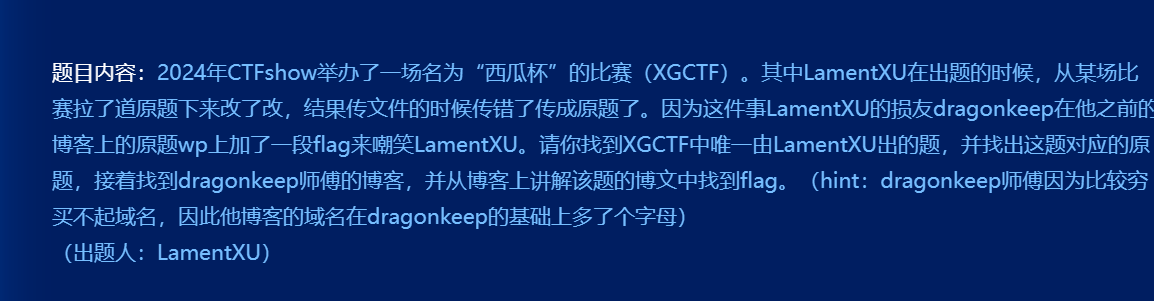 题目内容：2024年CTFshow举办了一场名为“西瓜杯”的比赛（XGCTF）。其中LamentXU在出题的时候，从某场比
赛拉了道原题下来改了改，结果传文件的时候传错了传成原题了。因为这件事LamentXU的损友dragonkeep在他之前的
博客上的原题wp上加了一段flag来嘲笑LamentXU。请你找到XGCTF中唯一由LamentXU出的题，并找出这题对应的原
题，接着找到dragonkeep师傅的博客，并从博客上讲解该题的博文中找到flag。（hint：dragonkeep师傅因为比较穷
买不起域名，因此他博客的域名在dragonkeep的基础上多了个字母）
（出题人：LamentXU）